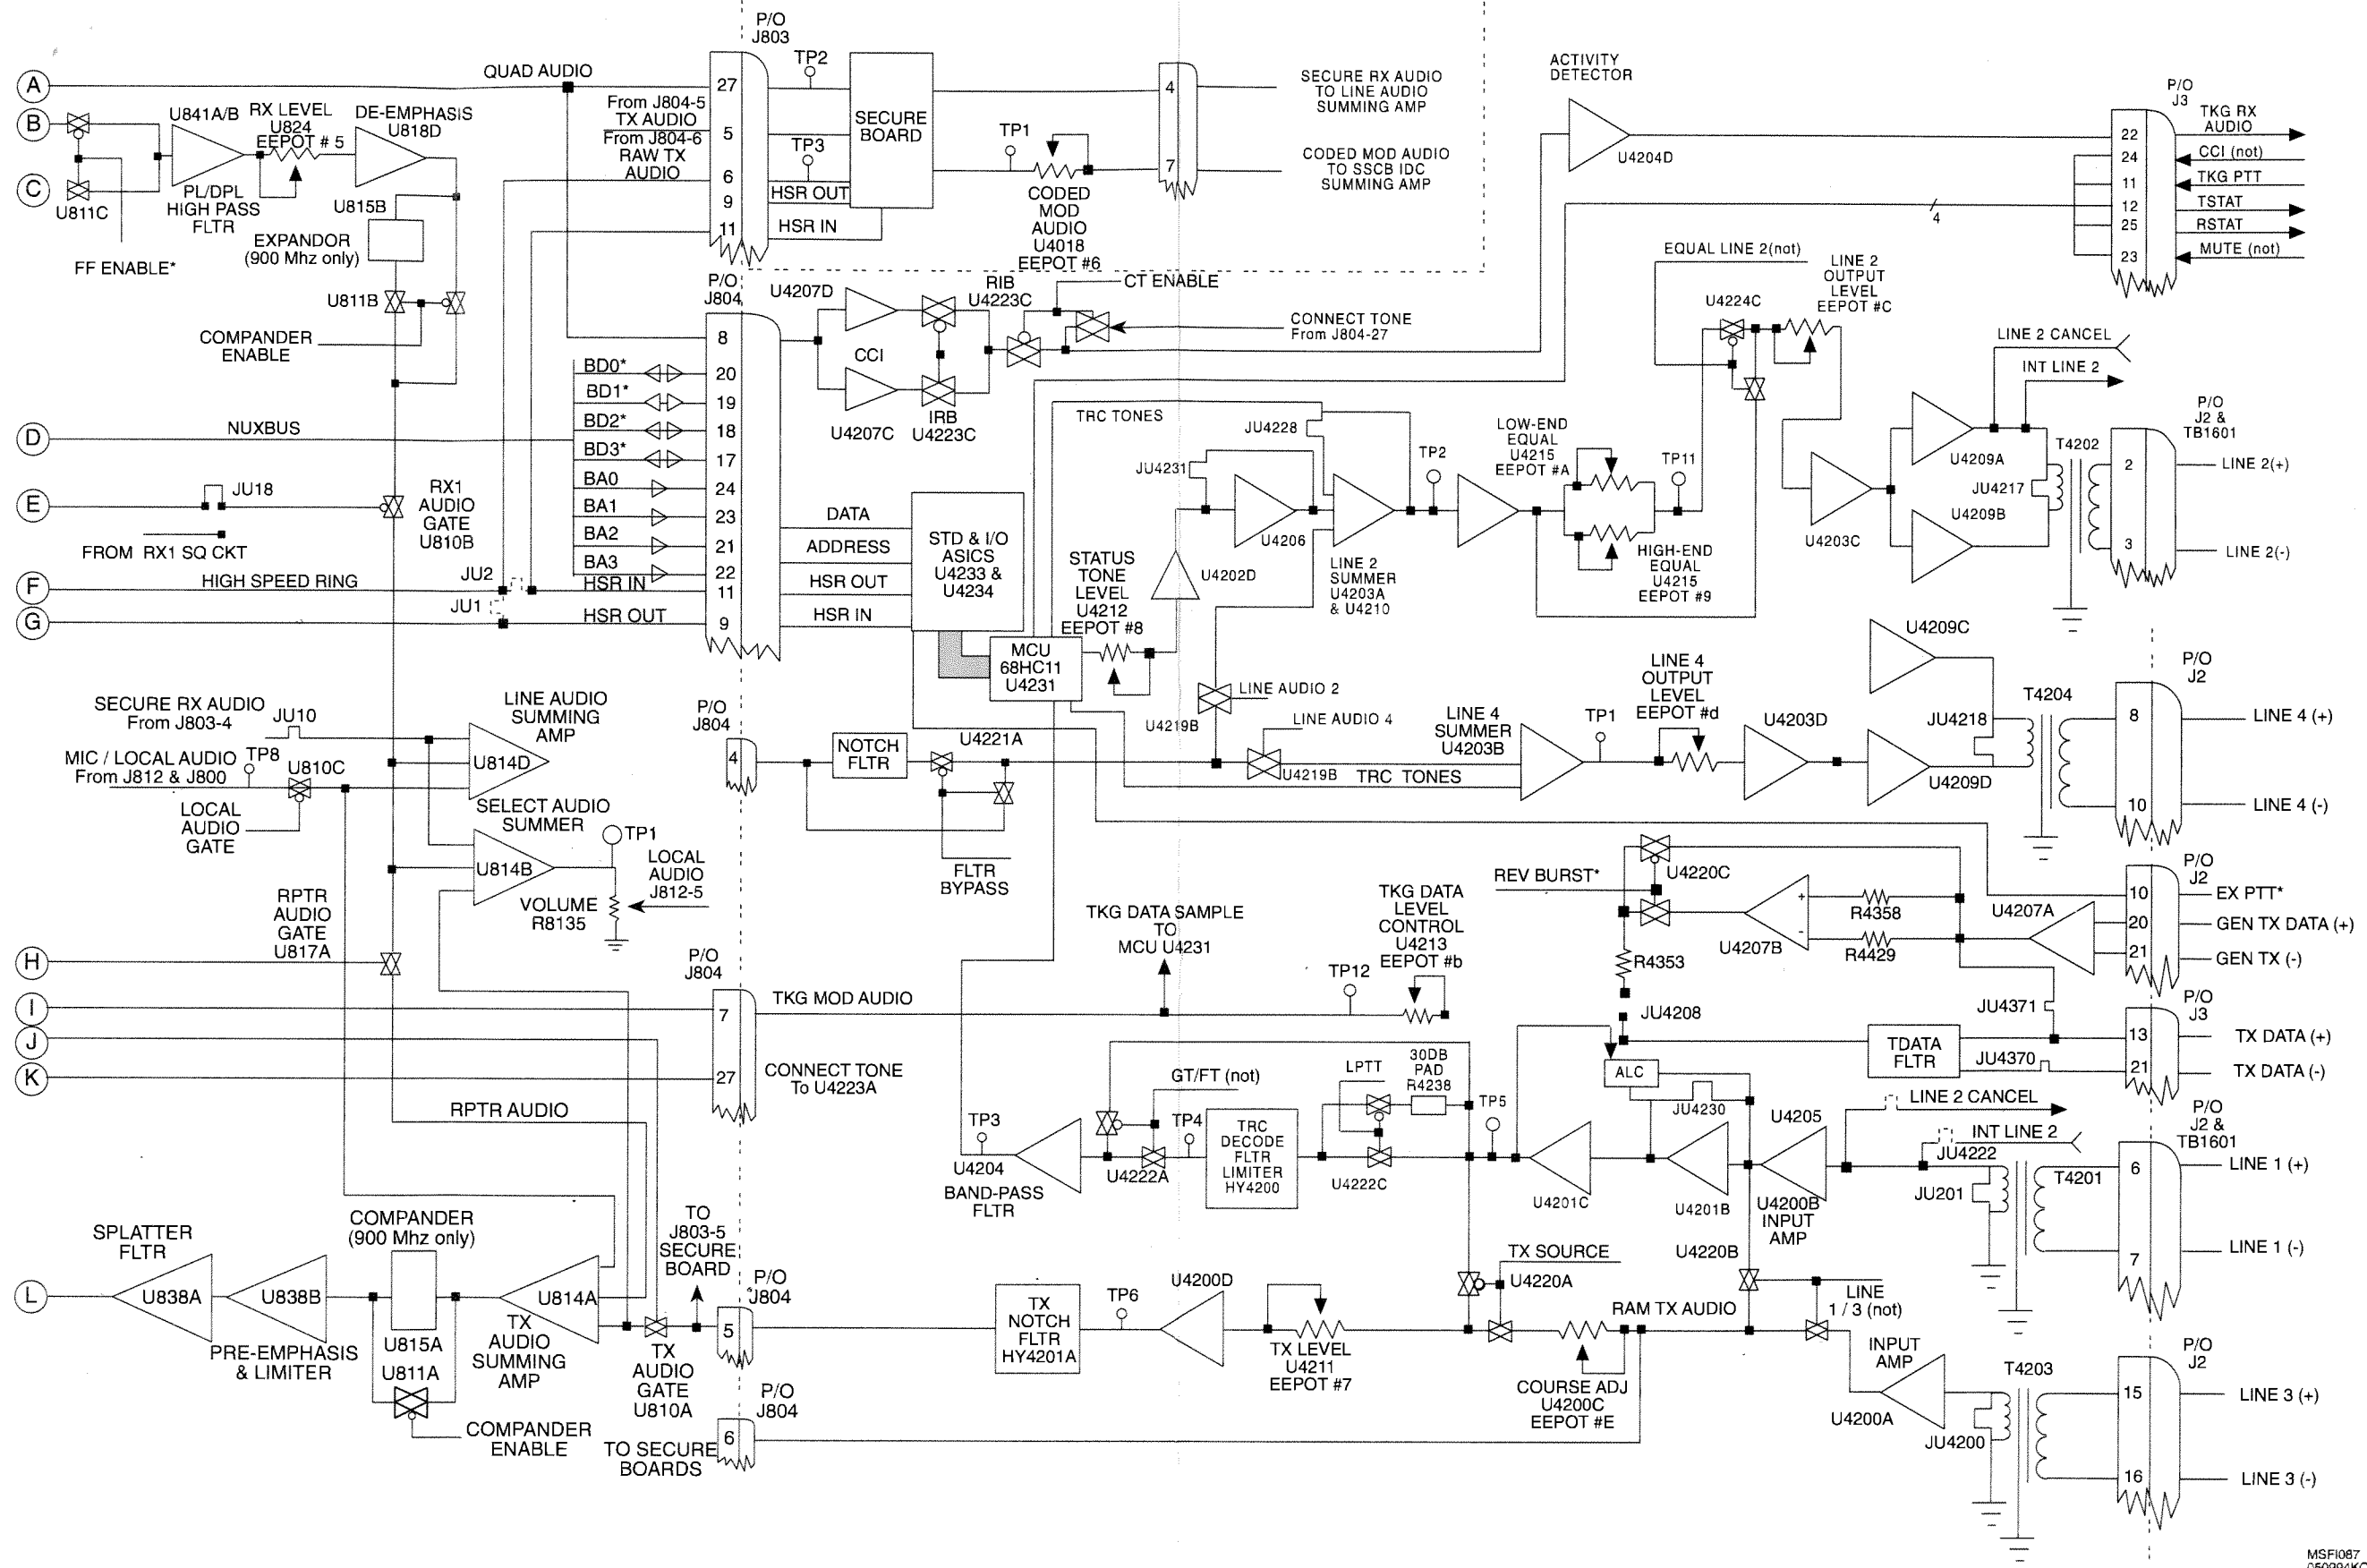 P/O
J803
A
QUAD AUDIO
27
TP2
SECURE
BOARD
4
SECURE RX AUDIO
TO LINE AUDIO
SUMMING AMP
ACTIVITY
DETECTOR
U4204D
P/O
J3
22
TKG RX
AUDIO
24
CCI (not)
11
TKG PTT
12
TSTAT
25
RSTAT
23
MUTE (not)
4
B
C
U811C
FF ENABLE*
U841A/B
PL/DPL
HIGH PASS
FLTR
RX LEVEL
U824
EEPOT # 5
DE-EMPHASIS
U818D
U815B
EXPANDOR
(900 Mhz only)
U811B
COMPANDER
ENABLE
From J804-5
TX AUDIO
5
From J804-6
RAW TX
AUDIO
6
TP3
9
HSR OUT
11
HSR IN
TP1
CODED
MOD
AUDIO
U4018
EEPOT #6
7
CODED MOD AUDIO
TO SSCB IDC
SUMMING AMP
P/O
J804
8
U4207D
CCI
U4207C
RIB
U4223C
IRB
U4223C
CT ENABLE
CONNECT TONE
From J804-27
EQUAL LINE 2(not)
U4224C
LINE 2
OUTPUT
LEVEL
EEPOT #C
LINE 2 CANCEL
INT LINE 2
D
NUXBUS
BD0*
20
BD1*
19
BD2*
18
BD3*
17
BA0
24
BA1
23
BA2
21
BA3
22
HSR IN
11
HSR OUT
9
DATA
ADDRESS
HSR OUT
HSR IN
STD & I/O
ASICS
U4233 &
U4234
MCU
68HC11
U4231
STATUS
TONE
LEVEL
U4212
EEPOT #8
TRC TONES
JU4228
JU4231
U4206
U4202D
LINE 2
SUMMER
U4203A
& U4210
TP2
LOW-END
EQUAL
U4215
EEPOT #A
HIGH-END
EQUAL
U4215
EEPOT #9
TP11
U4203C
U4209A
U4209B
JU4217
T4202
P/O
J2 &
TB1601
2
LINE 2(+)
3
LINE 2(-)
E
JU18
FROM RX1 SQ CKT
RX1
AUDIO
GATE
U810B
F
HIGH SPEED RING
JU2
JU1
G
SECURE RX AUDIO
From J803-4
JU10
MIC / LOCAL AUDIO
From J812 & J800
TP8
U810C
LOCAL
AUDIO
GATE
LINE AUDIO
SUMMING
AMP
U814D
SELECT AUDIO
SUMMER
U814B
TP1
LOCAL
AUDIO
J812-5
VOLUME
R8135
P/O
J804
4
NOTCH
FLTR
U4221A
FLTR
BYPASS
U4219B
LINE AUDIO 2
LINE AUDIO 4
U4219B
TRC TONES
LINE 4
SUMMER
U4203B
TP1
LINE 4
OUTPUT
LEVEL
EEPOT #d
U4203D
U4209C
U4209D
JU4218
T4204
P/O
J2
8
LINE 4 (+)
10
LINE 4 (-)
RPTR
AUDIO
GATE
U817A
H
I
J
K
P/O
J804
7
TKG MOD AUDIO
27
CONNECT TONE
To U4223A
TKG DATA SAMPLE
TO
MCU U4231
TP12
TKG DATA
LEVEL
CONTROL
U4213
EEPOT #b
REV BURST*
U4220C
U4207B
+
-
R4358
R4429
R4353
U4207A
JU4208
JU4371
P/O
J2
10
EX PTT*
20
GEN TX DATA (+)
21
GEN TX (-)
P/O
J3
13
TX DATA (+)
21
TX DATA (-)
TDATA
FLTR
JU4370
RPTR AUDIO
TP3
U4204
BAND-PASS
FLTR
GT/FT (not)
U4222A
TP4
TRC
DECODE
FLTR
LIMITER
HY4200
LPTT
30DB
PAD
R4238
U4222C
TP5
U4201C
ALC
JU4230
U4201B
U4205
U4200B
INPUT
AMP
LINE 2 CANCEL
INT LINE 2
JU4222
JU201
T4201
P/O
J2 &
TB1601
6
LINE 1 (+)
7
LINE 1 (-)
L
SPLATTER
FLTR
U838A
U838B
PRE-EMPHASIS
& LIMITER
COMPANDER
(900 Mhz only)
U815A
U811A
COMPANDER
ENABLE
U814A
TX
AUDIO
SUMMING
AMP
TX
AUDIO
GATE
U810A
TO
J803-5
SECURE
BOARD
P/O
J804
5
P/O
J804
6
TO SECURE
BOARDS
TX
NOTCH
FLTR
HY4201A
TP6
U4200D
TX LEVEL
U4211
EEPOT #7
TX SOURCE
U4220A
COURSE ADJ
U4200C
EEPOT #E
RAM TX AUDIO
U4220B
LINE
1 / 3 (not)
INPUT
AMP
U4200A
JU4200
T4203
P/O
J2
15
LINE 3 (+)
16
LINE 3 (-)
MSFI087
050994KC